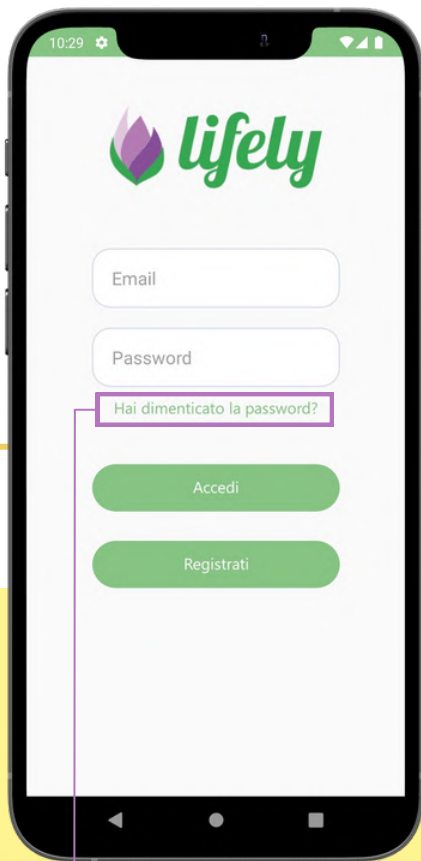 10:29
lifely
Email
Password
Hai dimenticato la password?
Accedi
Registrati